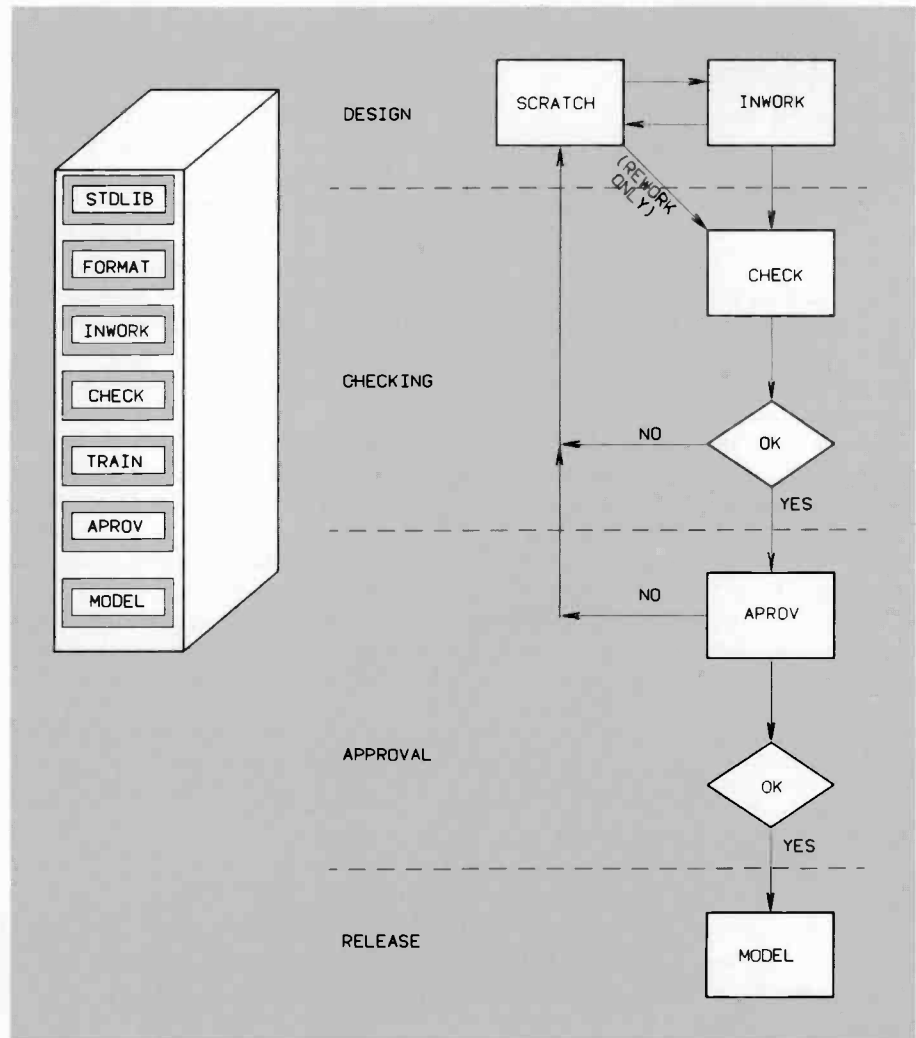 STDLIB
FORMAT
INWORK
CHECK
TRAIN
APROV
MODEL
DESIGN
SCRATCH
INWORK
(REWORK
ONLY)
CHECK
CHECKING
NO
OK
YES
NO
APROV
APPROVAL
OK
YES
RELEASE
MODEL